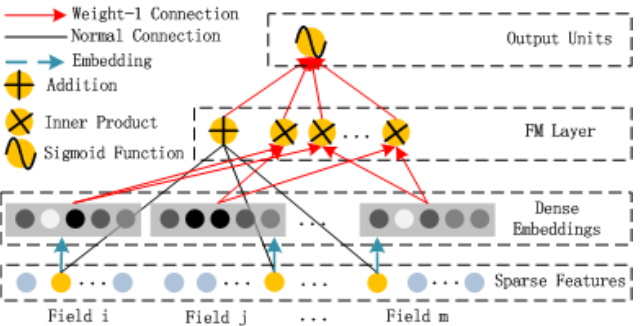 Weight-1 Connection
Normal Connection
Embedding
Addition
Inner Product
Sigmoid Function
Output Units
FM Layer
...
Dense
Embeddings
...
Sparse Features
... ... ... ... 
Field i Field j ... Field m